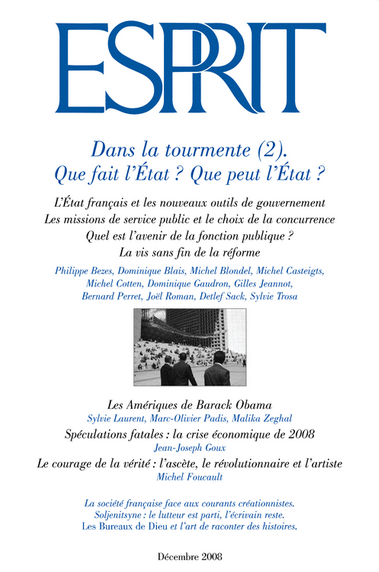 ESPRIT
Dans la tourmente (2).
Que fait l'État ? Que peut l'État ?
L'État français et les nouveaux outils de gouvernement
Les missions de service public et le choix de la concurrence
Quel est l'avenir de la fonction publique ?
La vis sans fin de la réforme
Philippe Bezes, Dominique Blais, Michel Blondel, Michel Casteigts,
Michel Cotten, Dominique Gaudron, Gilles Jeannot,
Bernard Perret, Joël Roman, Detlef Sack, Sylvie Trosa
Les Amériques de Barack Obama
Sylvie Laurent, Marc-Olivier Padis, Malika Zeghal
Spéculations fatales : la crise économique de 2008
Jean-Joseph Goux
Le courage de la vérité : l'ascète, le révolutionnaire et l'artiste
Michel Foucault
La société française face aux courants créationnistes.
Soljenitsyne : le lutteur est parti, l'écrivain reste.
Les Bureaux de Dieu et l'art de raconter des histoires.
Décembre 2008